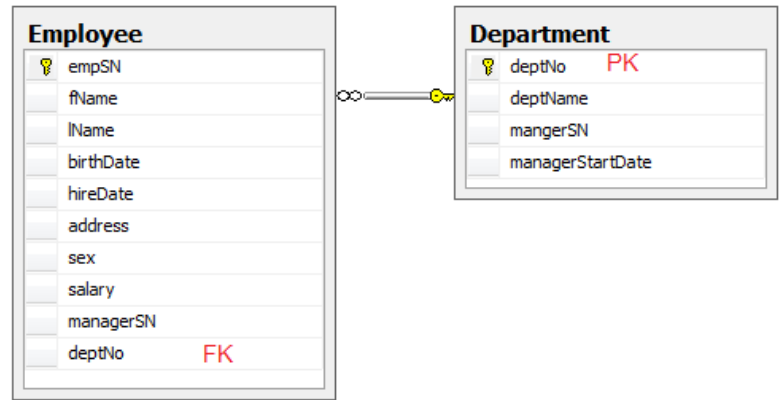 Employee
empSN
fName
lName
birthDate
hireDate
address
sex
salary
managerSN
deptNo FK
Department
deptNo PK
deptName
mangerSN
managerStartDate